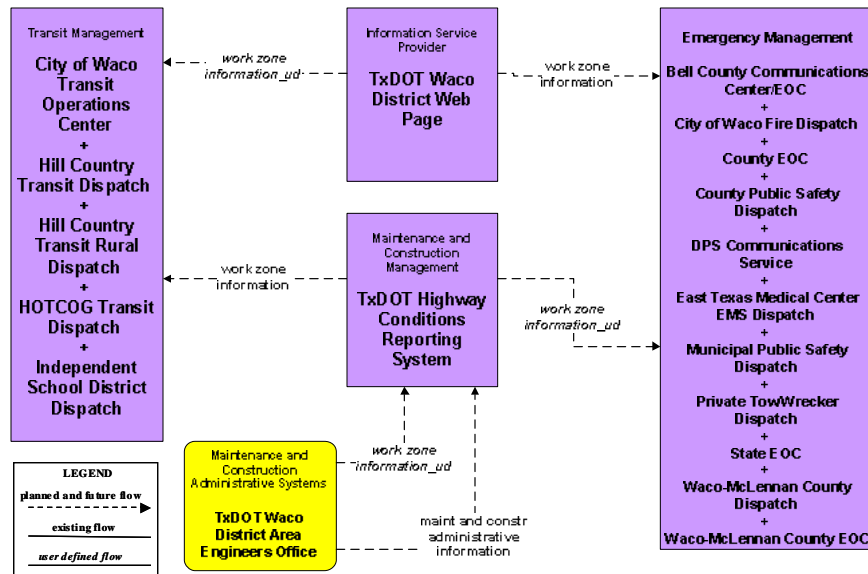 Transit Management
City of Waco
Transit
Operations
Center
+
Hill Country
Transit Dispatch
+
Hill Country
Transit Rural
Dispatch
+
HOTCOG Transit
Dispatch
+
Independent
School District
Dispatch
work zone
information_ud
Information Service
Provider
TxDOT Waco
District Web
Page
work zone
information
Emergency Management
Bell County Communications
Center/EOC
+
City of Waco Fire Dispatch
+
County EOC
+
County Public Safety
Dispatch
+
DPS Communications
Service
+
East Texas Medical Center
EMS Dispatch
+
Municipal Public Safety
Dispatch
+
Private Tow/Wrecker
Dispatch
+
State EOC
+
Waco-McLennan County
Dispatch
+
Waco-McLennan County EOC
work zone
information
Maintenance and
Construction
Management
TxDOT Highway
Conditions
Reporting
System
work zone
information_ud
work zone
information_ud
Maintenance and
Construction
Administrative Systems
TxDOT Waco
District Area
Engineers Office
maint and constr
administrative
information
LEGEND
planned and future flow
existing flow
user defined flow